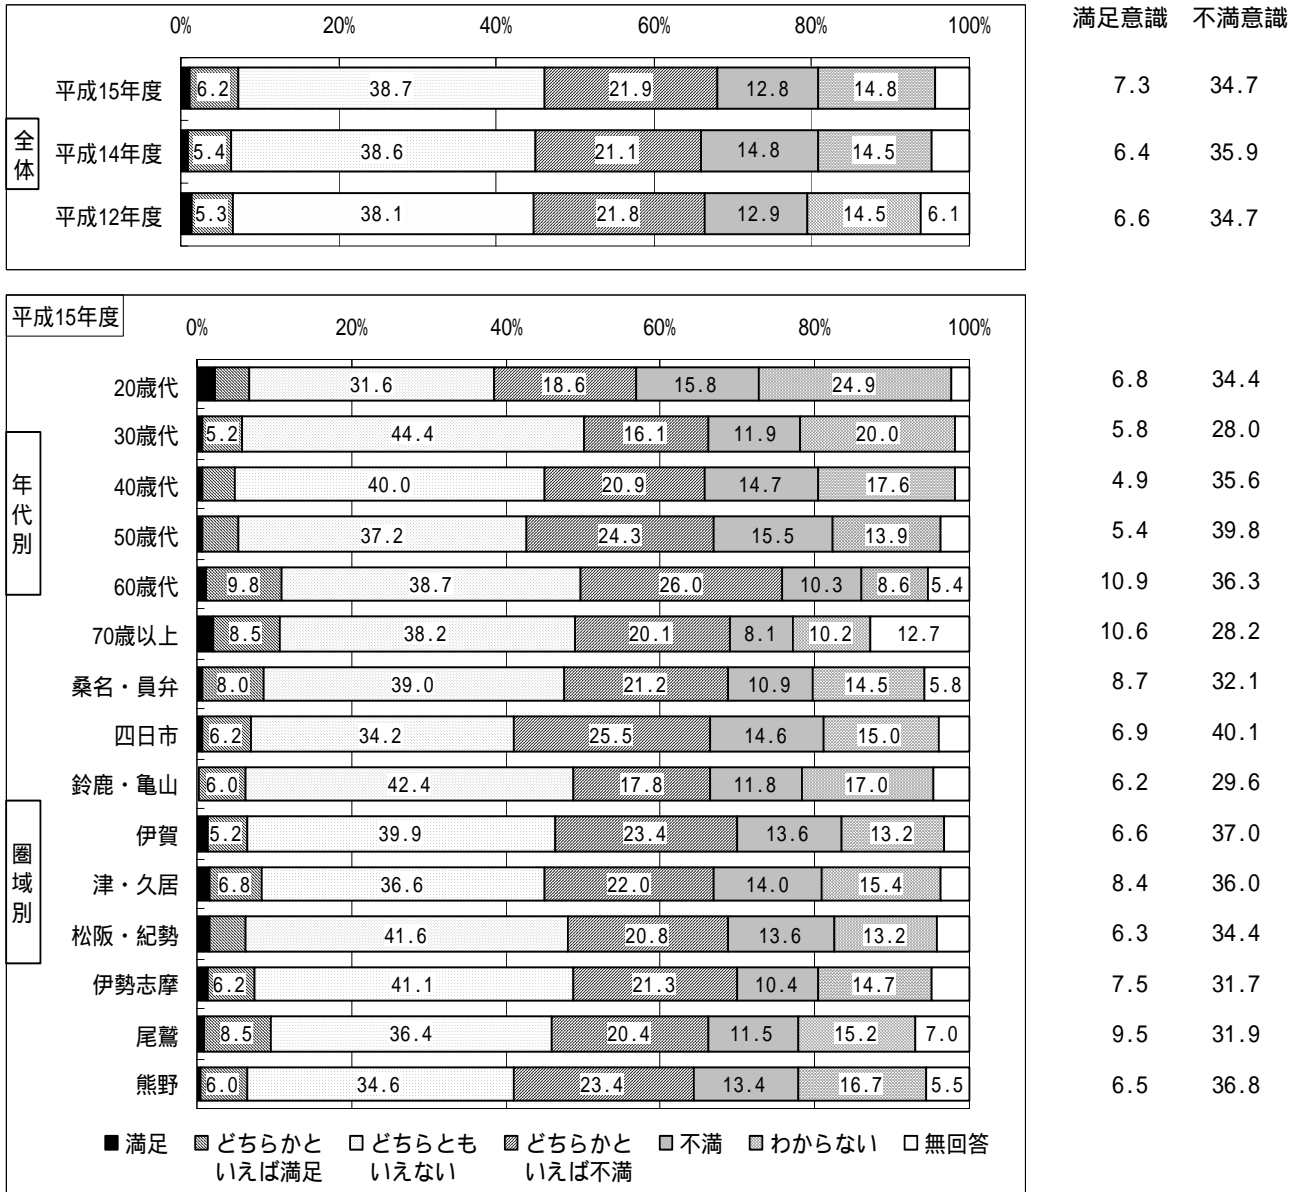 0% 20% 40% 60% 80% 100% 満足意識 不満意識
全体
平成15年度 6.2 38.7 21.9 12.8 14.8 7.3 34.7
平成14年度 5.4 38.6 21.1 14.8 14.5 6.4 35.9
平成12年度 5.3 38.1 21.8 12.9 14.5 6.1 6.6 34.7
平成15年度
0% 20% 40% 60% 80% 100%
年代別
20歳代 31.6 18.6 15.8 24.9 6.8 34.4
30歳代 5.2 44.4 16.1 11.9 20.0 5.8 28.0
40歳代 40.0 20.9 14.7 17.6 4.9 35.6
50歳代 37.2 24.3 15.5 13.9 5.4 39.8
60歳代 9.8 38.7 26.0 10.3 8.6 5.4 10.9 36.3
70歳以上 8.5 38.2 20.1 8.1 10.2 12.7 10.6 28.2
圏域別
桑名・員弁 8.0 39.0 21.2 10.9 14.5 5.8 8.7 32.1
四日市 6.2 34.2 25.5 14.6 15.0 6.9 40.1
鈴鹿・亀山 6.0 42.4 17.8 11.8 17.0 6.2 29.6
伊賀 5.2 39.9 23.4 13.6 13.2 6.6 37.0
津・久居 6.8 36.6 22.0 14.0 15.4 8.4 36.0
松阪・紀勢 41.6 20.8 13.6 13.2 6.3 34.4
伊勢志摩 6.2 41.1 21.3 10.4 14.7 7.5 31.7
尾鷲 8.5 36.4 20.4 11.5 15.2 7.0 9.5 31.9
熊野 6.0 34.6 23.4 13.4 16.7 5.5 6.5 36.8
満足 どちらかと どちらとも どちらかと 不満 わからない 無回答
いえば満足 いえない いえば不満